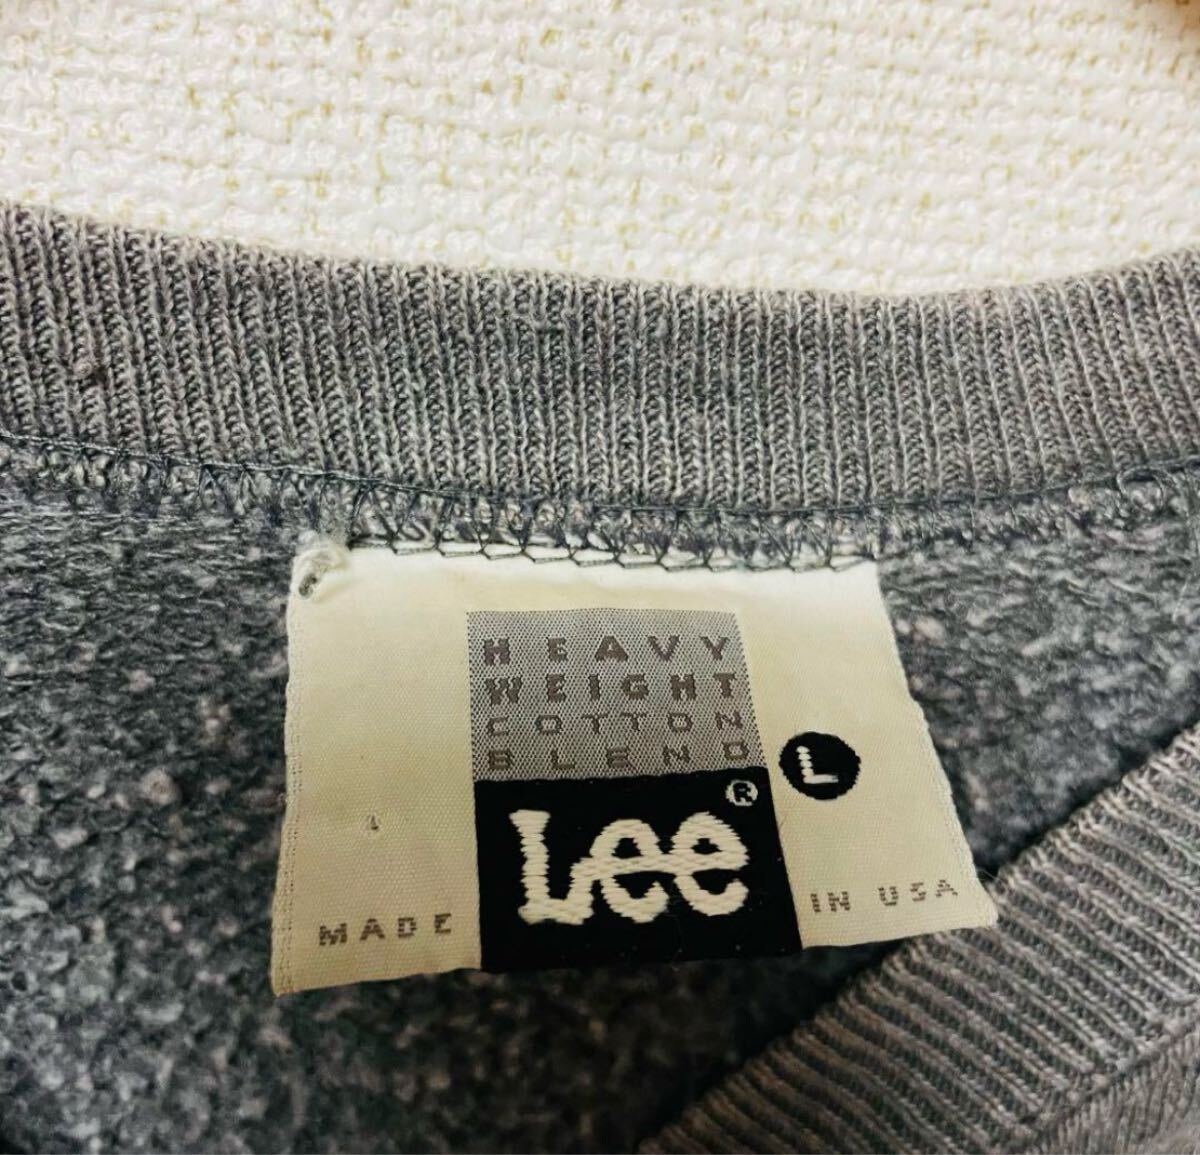 HEAVY
WEIGHT
COTTON
BLEND
Lee®
L
MADE IN USA